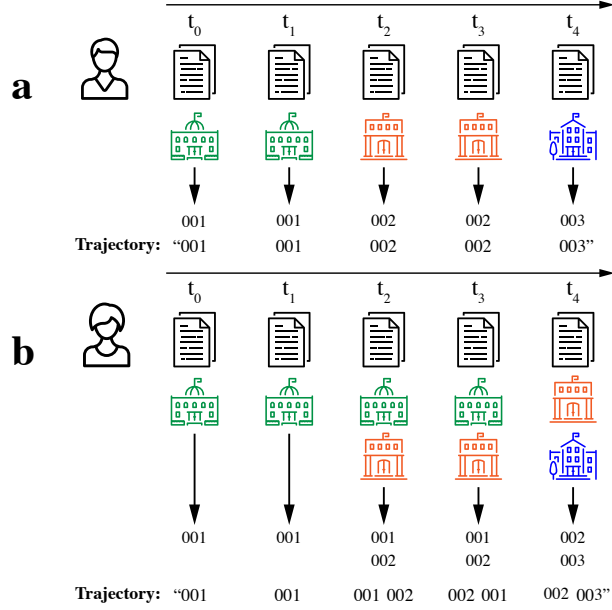 t0 t1 t2 t3 t4
a
001 001 002 002 003
Trajectory: “001 001 002 002 003”
t0 t1 t2 t3 t4
b
001 001 001 001 002
002 002 003
Trajectory: “001 001 001 002 002 001 002 003”